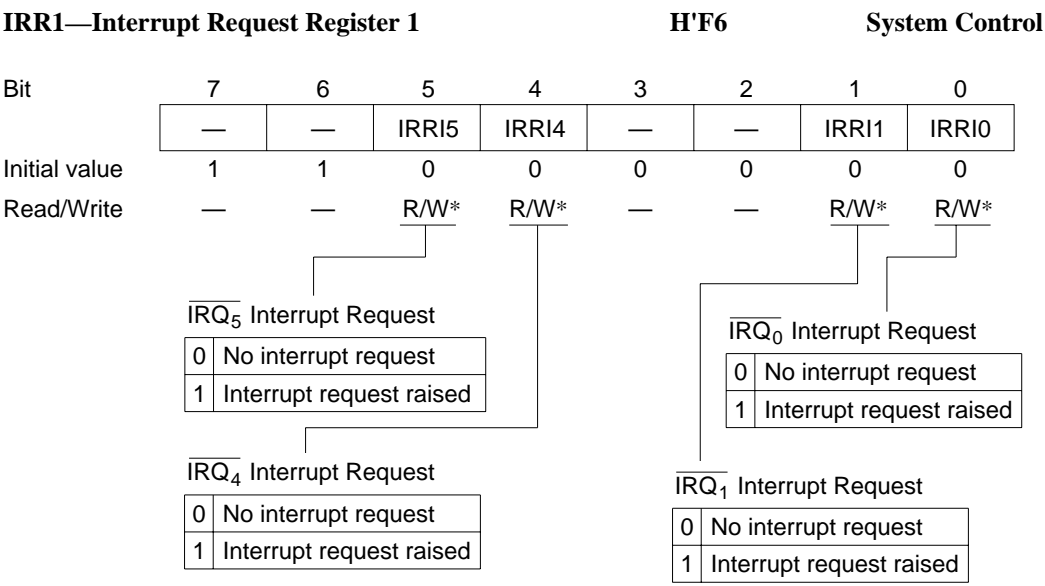 IRR1—Interrupt Request Register 1 H'F6 System Control
Bit 7 6 5 4 3 2 1 0
— — IRRI5 IRRI4 — — IRRI1 IRRI0
Initial value 1 1 0 0 0 0 0 0
Read/Write — — R/W* R/W* — — R/W* R/W*
IRQ5 Interrupt Request
0 No interrupt request
1 Interrupt request raised
IRQ0 Interrupt Request
0 No interrupt request
1 Interrupt request raised
IRQ4 Interrupt Request
0 No interrupt request
1 Interrupt request raised
IRQ1 Interrupt Request
0 No interrupt request
1 Interrupt request raised